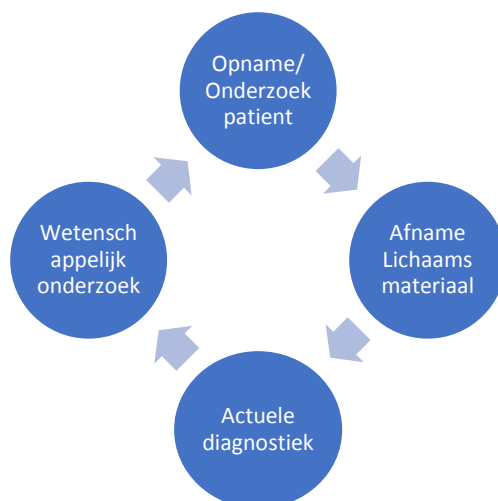 Opname/
Onderzoek
patient
Afname
Lichaams
materiaal
Actuele
diagnostiek
Wetensch
appelijk
onderzoek